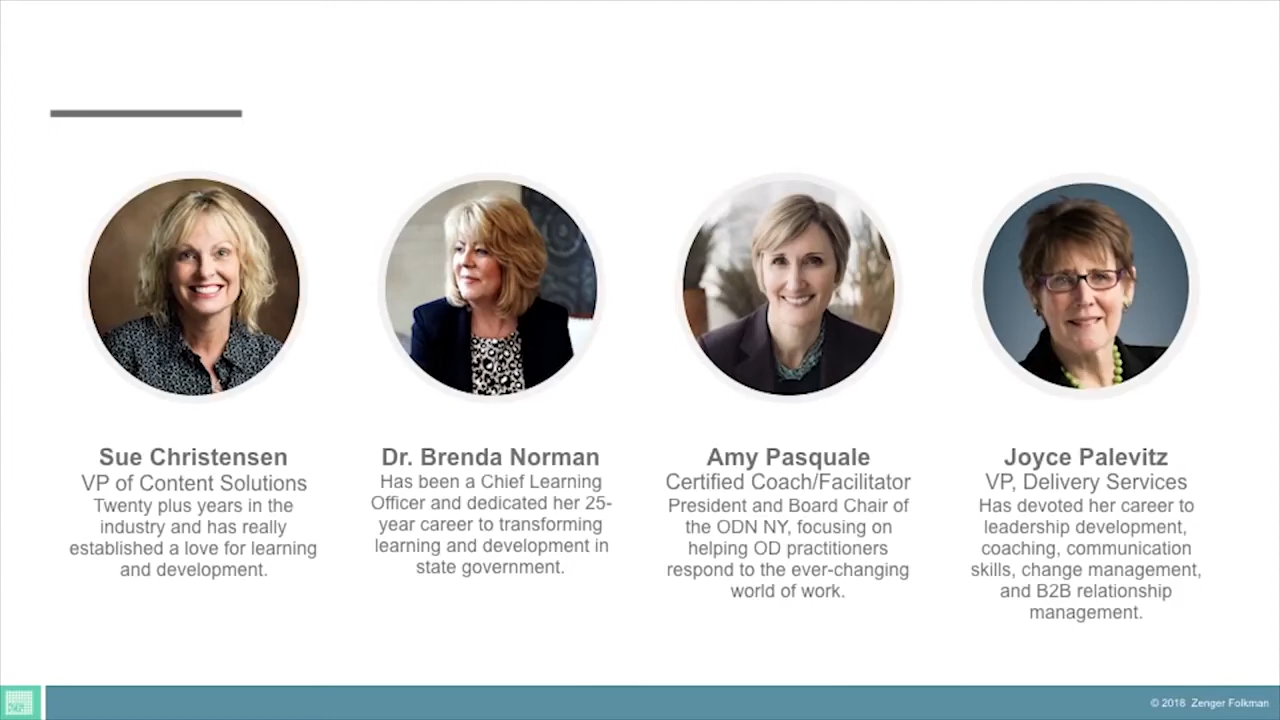 Sue Christensen
VP of Content Solutions
Twenty plus years in the
industry and has really
established a love for learning
and development.
Dr. Brenda Norman
Has been a Chief Learning
Officer and dedicated her 25-
year career to transforming
learning and development in
state government.
Amy Pasquale
Certified Coach/Facilitator
President and Board Chair of
the ODN NY, focusing on
helping OD practitioners
respond to the ever-changing
world of work.
Joyce Palevitz
VP, Delivery Services
Has devoted her career to
leadership development,
coaching, communication
skills, change management,
and B2B relationship
management.
© 2018 Zenger Folkman